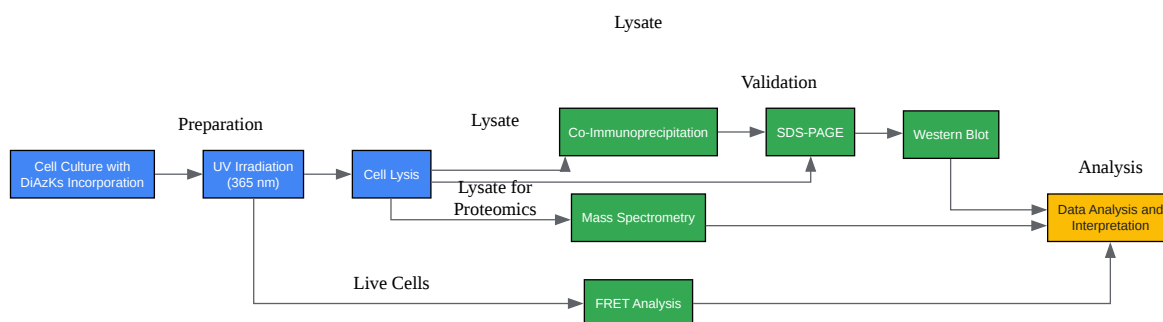 Lysate
Validation
Preparation
Lysate
Co-Immunoprecipitation
SDS-PAGE
Western Blot
Cell Culture with
DiAzKs Incorporation
UV Irradiation
(365 nm)
Cell Lysis
Analysis
Lysate for
Proteomics
Mass Spectrometry
Data Analysis and
Interpretation
Live Cells
FRET Analysis